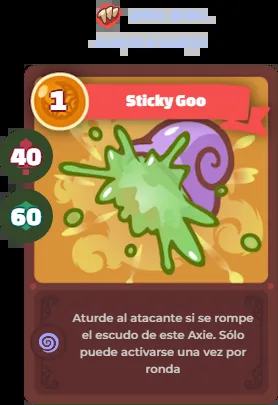 1
Sticky Goo
40
60
Aturde al atacante si se rompe
el escudo de este Axie. Sólo
puede activarse una vez por
ronda